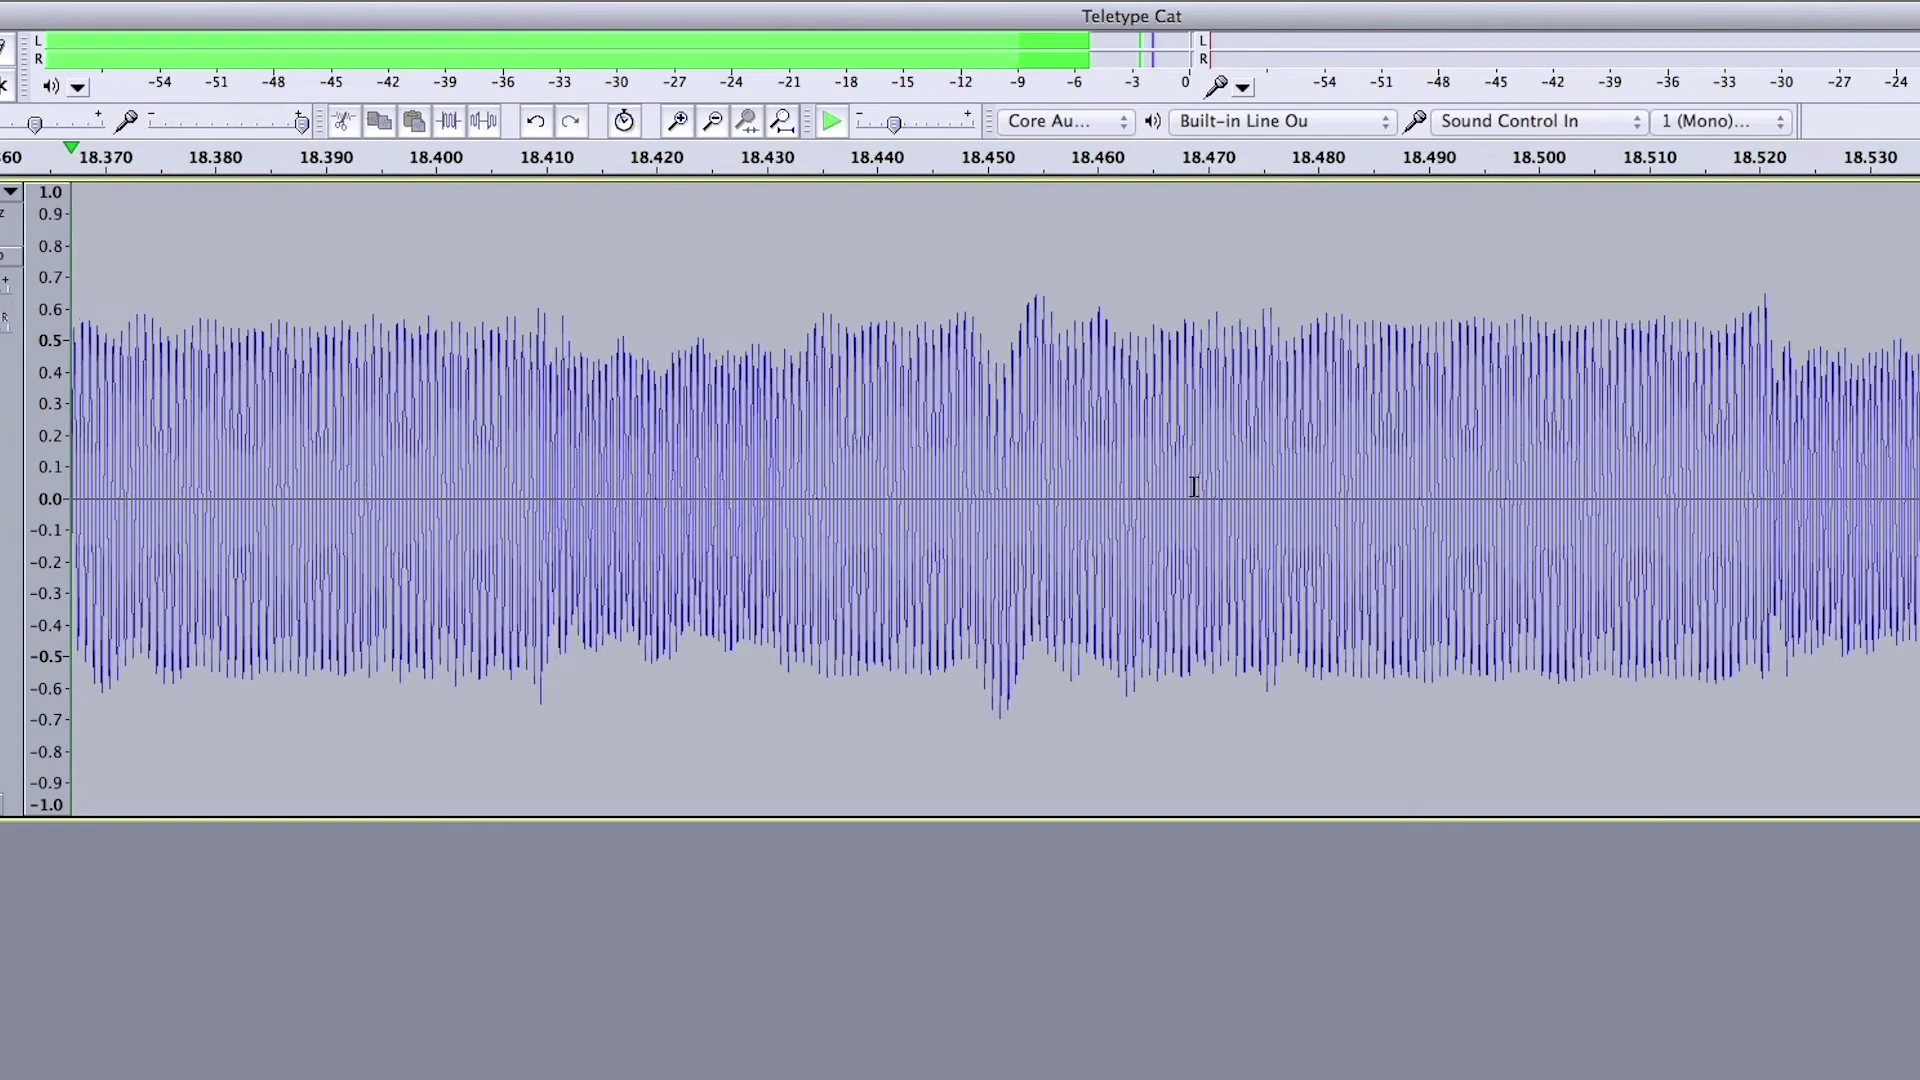 Teletype Cat
L
R
-54 -51 -48 -45 -42 -39 -36 -33 -30 -27 -24 -21 -18 -15 -12 -9 -6 -3 0
L
R
-54 -51 -48 -45 -42 -39 -36 -33 -30 -27 -24
- + - +
- +
Core Au...
Built-in Line Ou
Sound Control In
1 (Mono)...
18.370 18.380 18.390 18.400 18.410 18.420 18.430 18.440 18.450 18.460 18.470 18.480 18.490 18.500 18.510 18.520 18.530
1.0
0.9
0.8
0.7
0.6
0.5
0.4
0.3
0.2
0.1
0.0
-0.1
-0.2
-0.3
-0.4
-0.5
-0.6
-0.7
-0.8
-0.9
-1.0